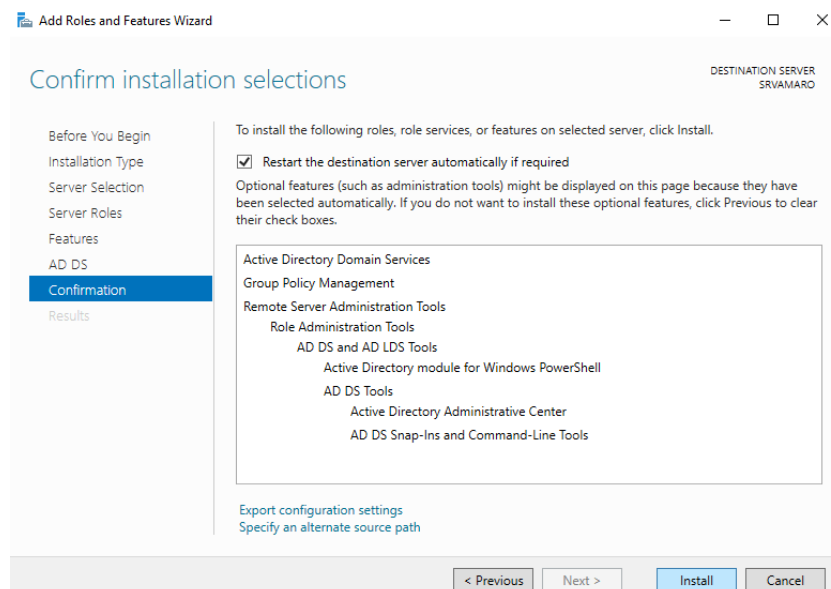 Add Roles and Features Wizard
Confirm installation selections
DESTINATION SERVER
SRVAMARO
Before You Begin
Installation Type
Server Selection
Server Roles
Features
AD DS
Confirmation
Results
To install the following roles, role services, or features on selected server, click Install.
Restart the destination server automatically if required
Optional features (such as administration tools) might be displayed on this page because they have
been selected automatically. If you do not want to install these optional features, click Previous to clear
their check boxes.
Active Directory Domain Services
Group Policy Management
Remote Server Administration Tools
Role Administration Tools
AD DS and AD LDS Tools
Active Directory module for Windows PowerShell
AD DS Tools
Active Directory Administrative Center
AD DS Snap-Ins and Command-Line Tools
Export configuration settings
Specify an alternate source path
< Previous
Next >
Install
Cancel